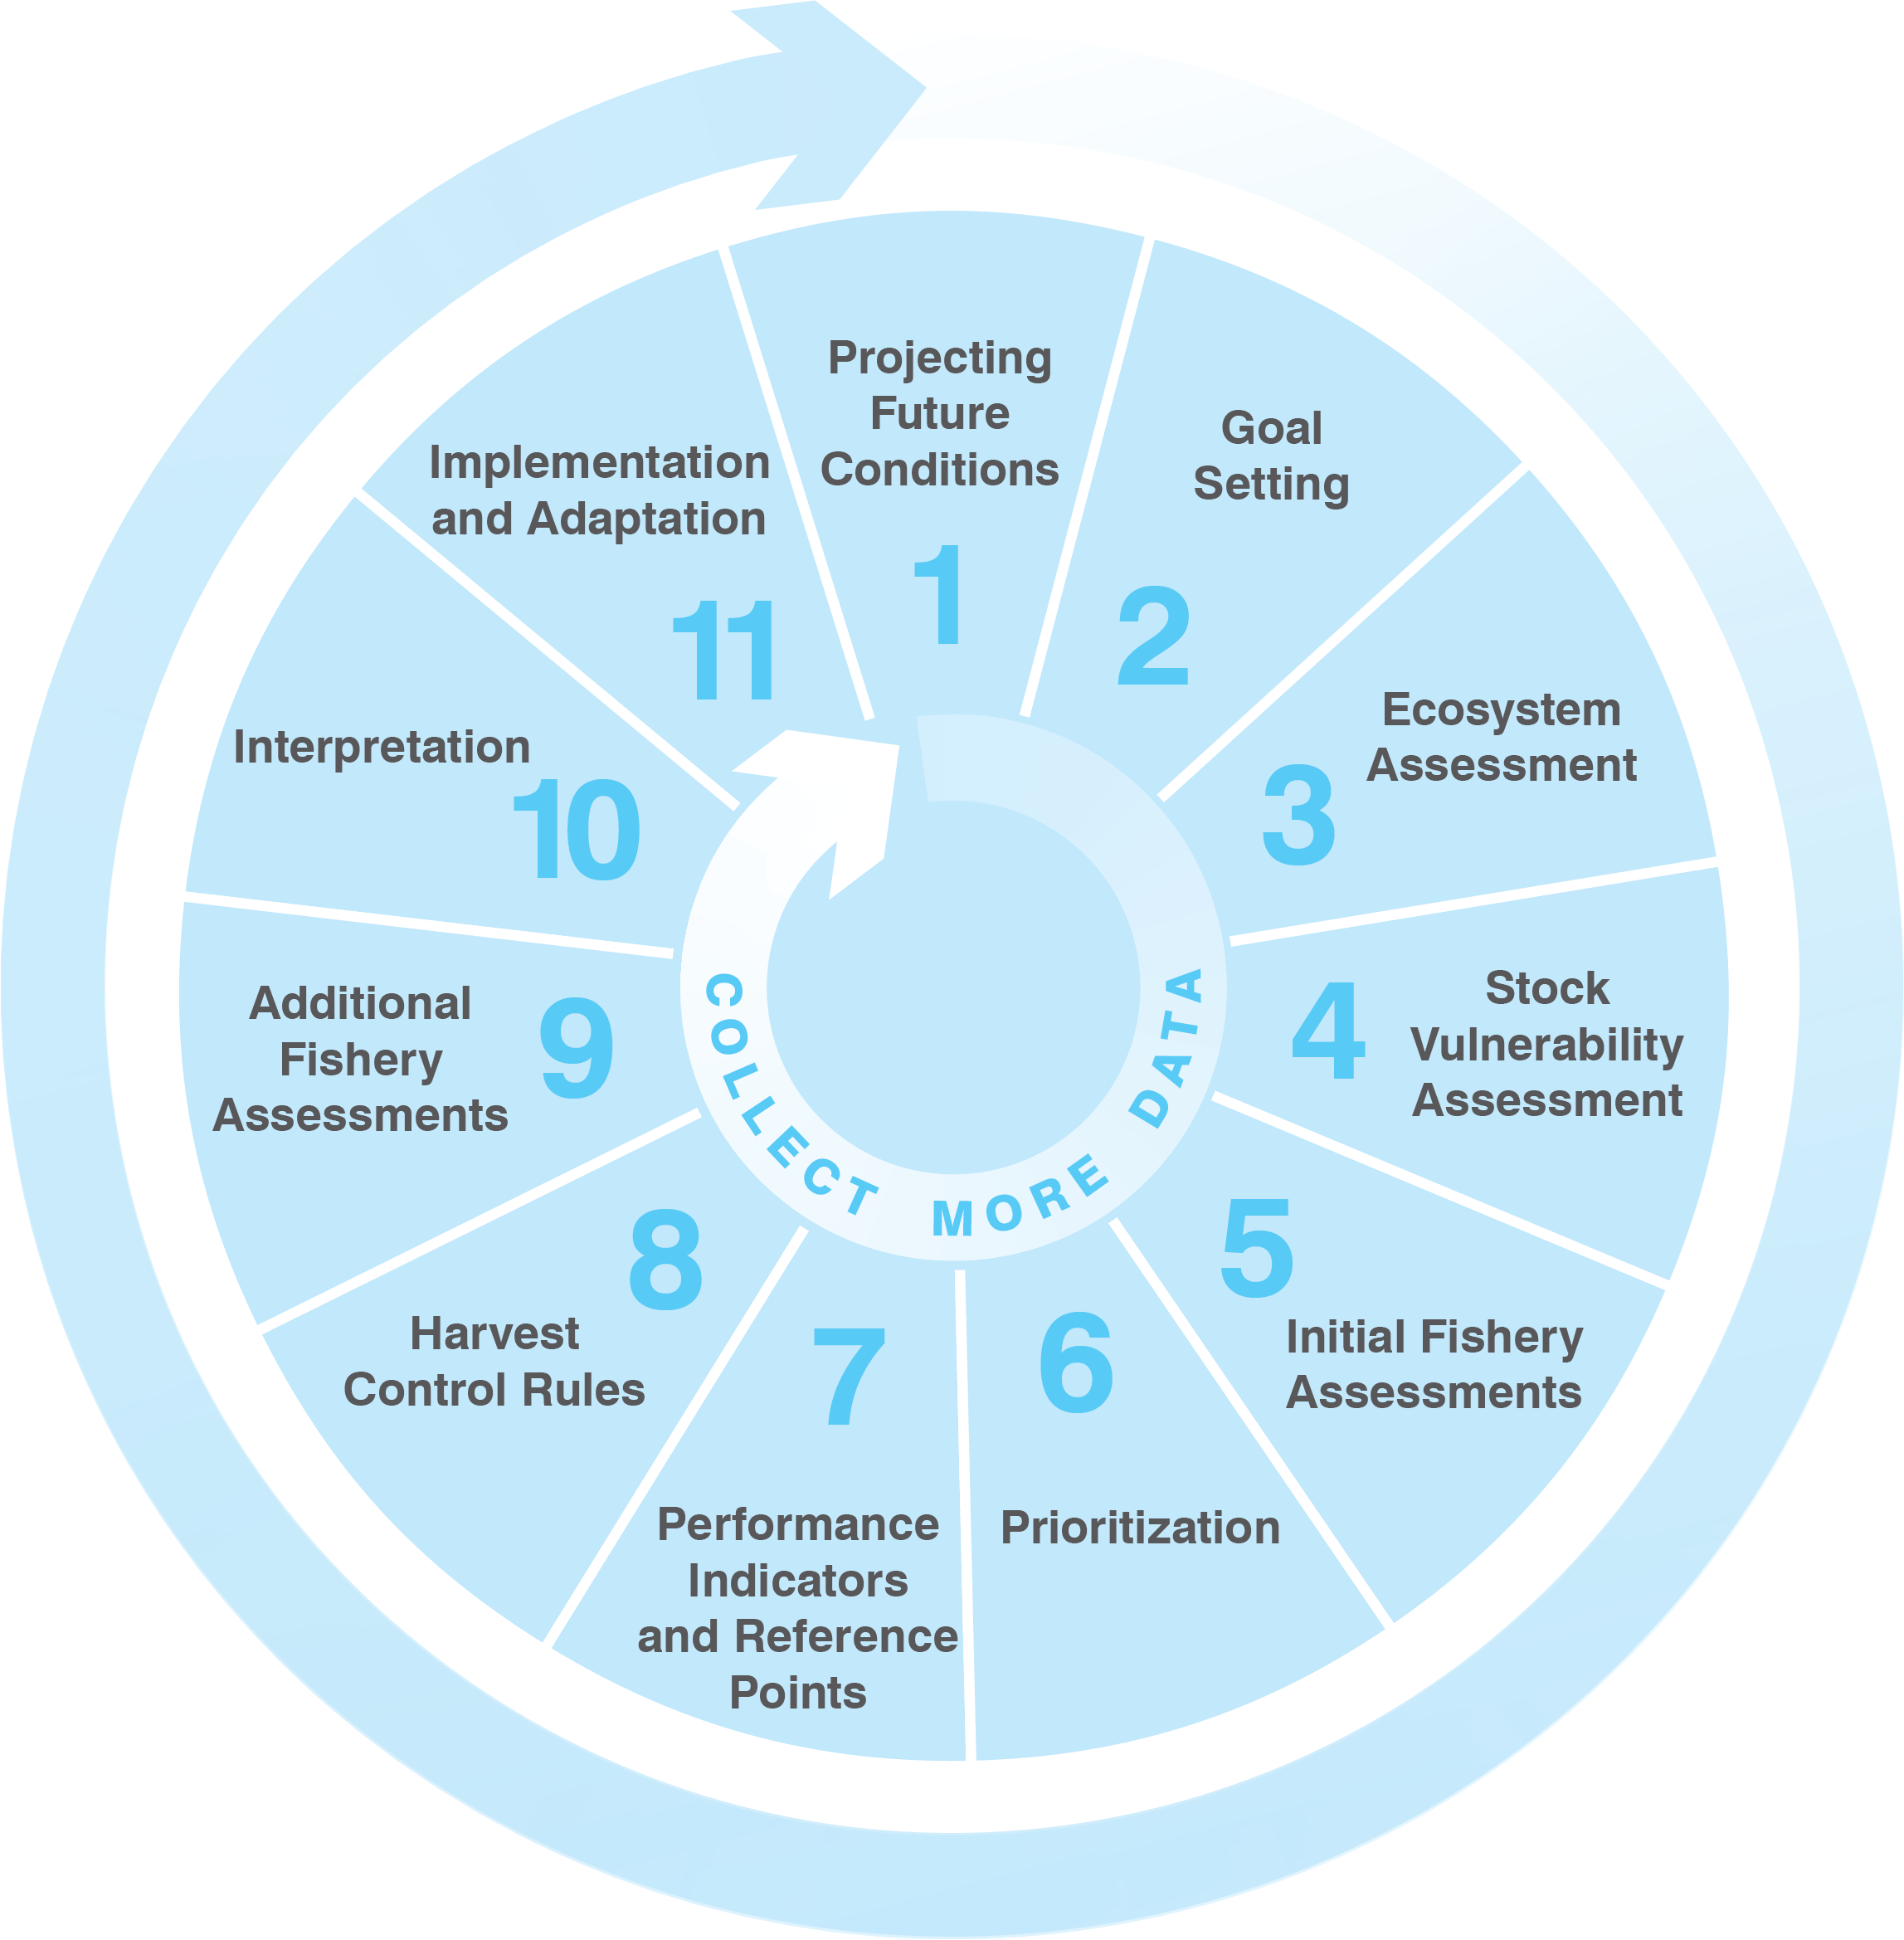 Projecting
Future
Conditions
1
Goal
Setting
2
Ecosystem
Assessment
3
Stock
Vulnerability
Assessment
4
5
Initial Fishery
Assessments
6
Prioritization
7
Performance
Indicators
and Reference
Points
8
Harvest
Control Rules
Additional
Fishery
Assessments
9
Interpretation
10
Implementation
and Adaptation
11
COLLECT MORE DATA